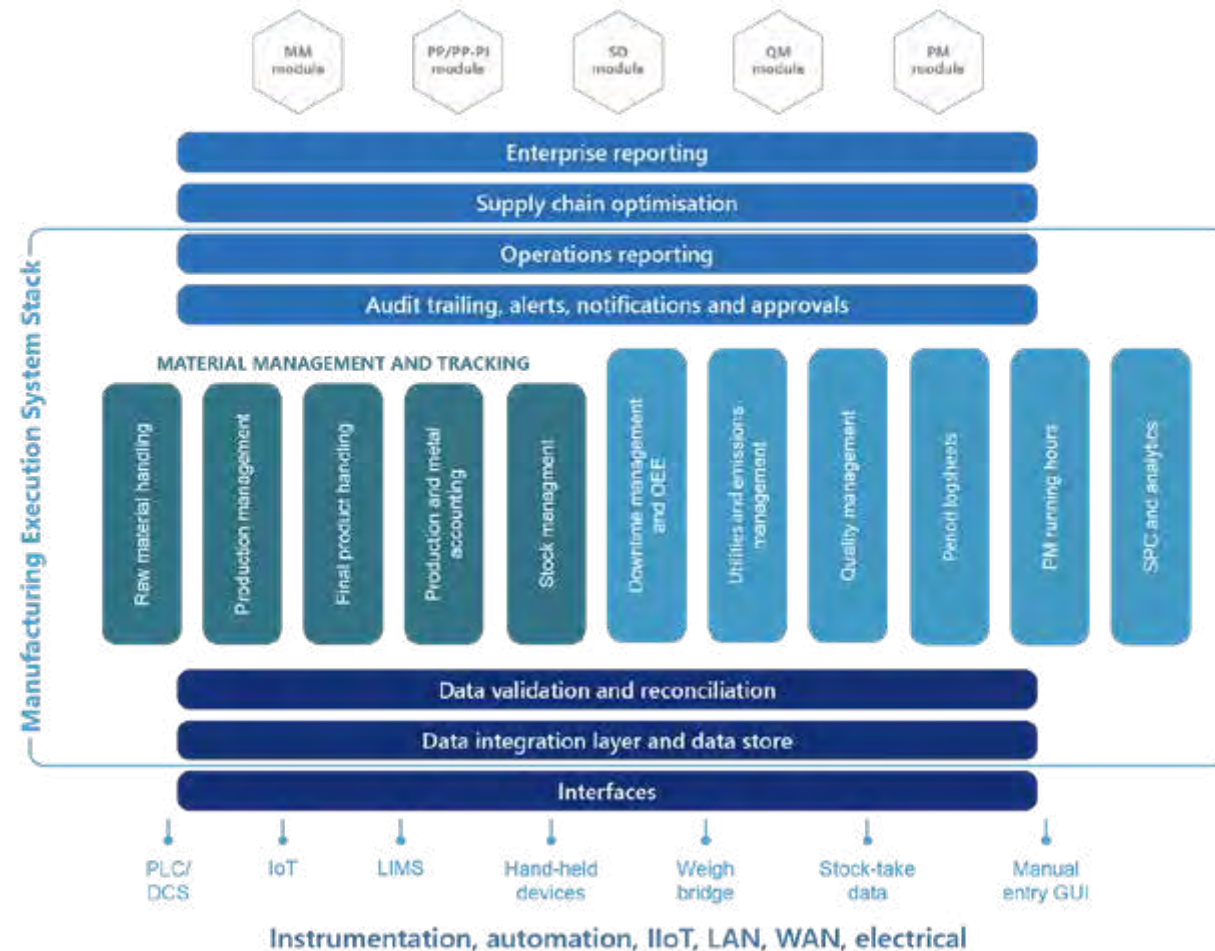 MM
module
PP/PP-PI
module
SD
module
QM
module
PM
module
Enterprise reporting
Supply chain optimisation
Manufacturing Execution System Stack
Operations reporting
Audit trailing, alerts, notifications and approvals
MATERIAL MANAGEMENT AND TRACKING
Raw material handling
Production management
Final product handling
Production and metal
accounting
Stock managment
Downtime management
and OEE
Utilities and emissions
management
Quality management
Period logsheets
PM running hours
SPC and analytics
Data validation and reconciliation
Data integration layer and data store
Interfaces
PLC/
DCS
IoT
LIMS
Hand-held
devices
Weigh
bridge
Stock-take
data
Manual
entry GUI
Instrumentation, automation, IIoT, LAN, WAN, electrical